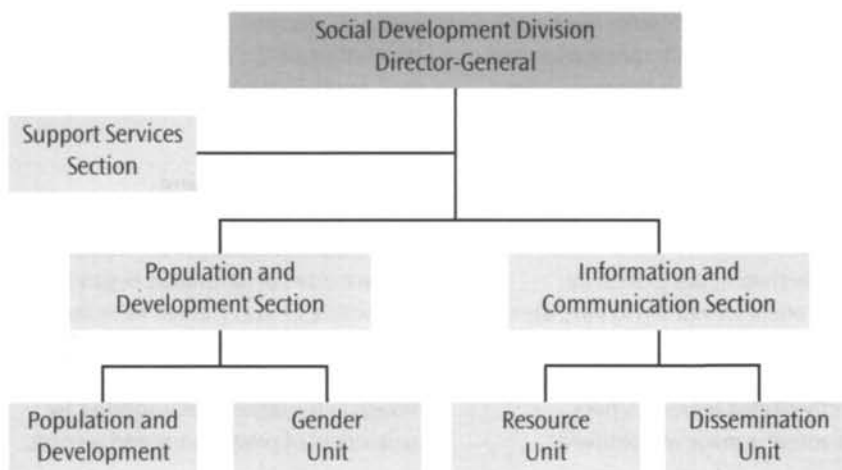 Social Development Division
Director-General
Support Services
Section
Population and
Development Section
Information and
Communication Section
Population and
Development
Gender
Unit
Resource
Unit
Dissemination
Unit